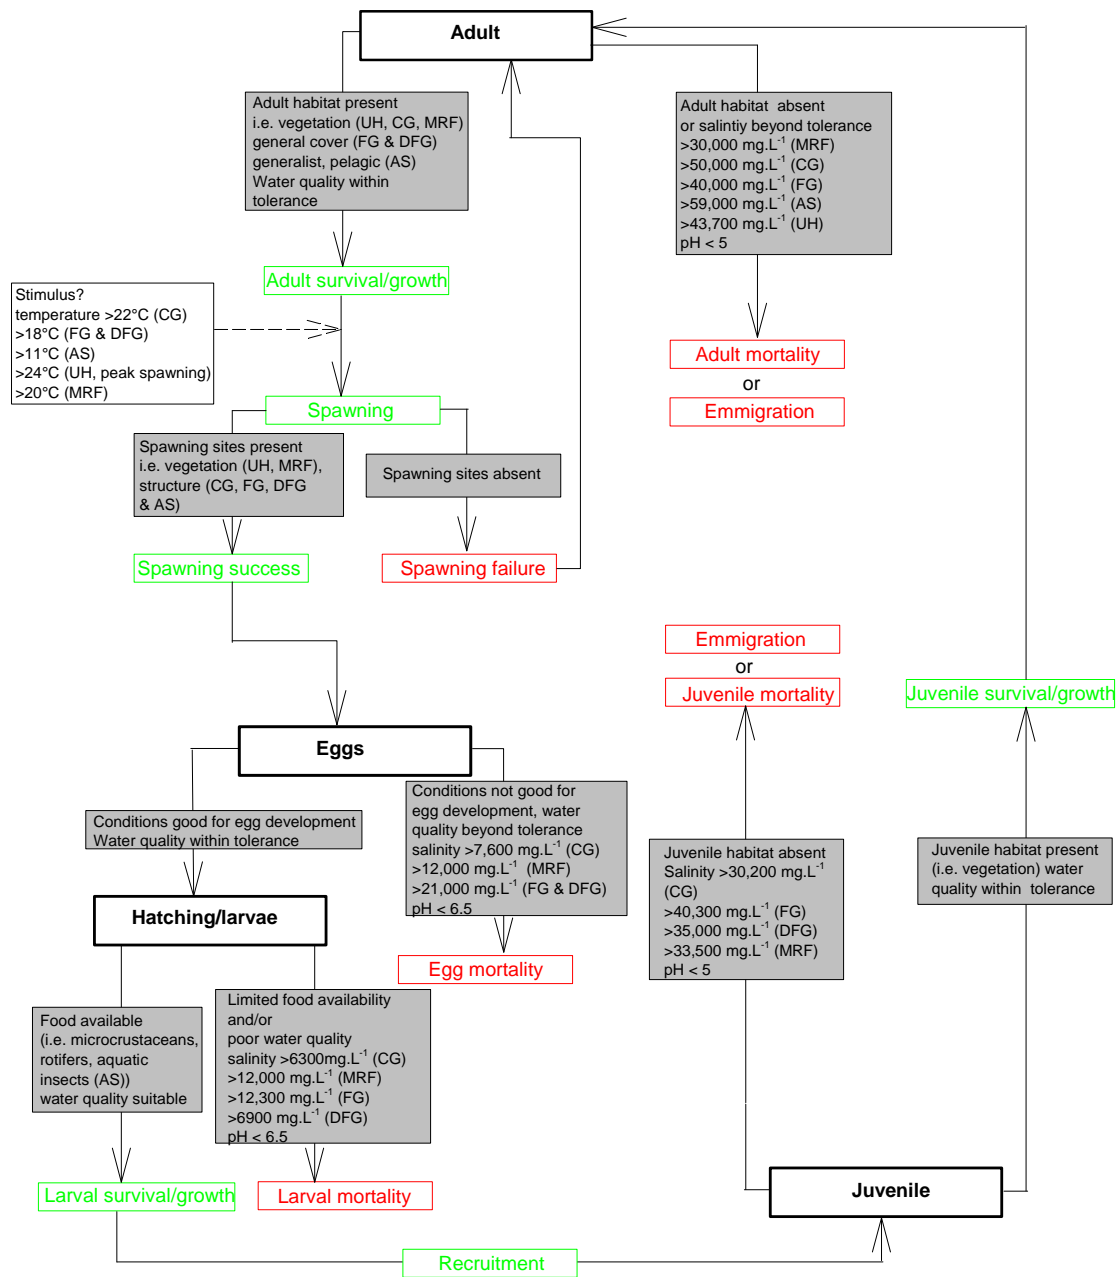 Adult
Adult habitat present
i.e. vegetation (UH, CG, MRF)
general cover (FG & DFG)
generalist, pelagic (AS)
Water quality within
tolerance
Adult habitat  absent
or salintiy beyond tolerance
>30,000 mg.L⁻¹ (MRF)
>50,000 mg.L⁻¹ (CG)
>40,000 mg.L⁻¹ (FG)
>59,000 mg.L⁻¹ (AS)
>43,700 mg.L⁻¹ (UH)
pH < 5
Adult survival/growth
Stimulus?
temperature >22°C (CG)
>18°C (FG & DFG)
>11°C (AS)
>24°C (UH, peak spawning)
>20°C (MRF)
Adult mortality
or
Emmigration
Spawning
Spawning sites present
i.e. vegetation (UH, MRF),
structure (CG, FG, DFG
& AS)
Spawning sites absent
Spawning success
Spawning failure
Emmigration
or
Juvenile mortality
Juvenile survival/growth
Eggs
Conditions good for egg development
Water quality within tolerance
Conditions not good for
egg development, water
quality beyond tolerance
salinity >7,600 mg.L⁻¹ (CG)
>12,000 mg.L⁻¹  (MRF)
>21,000 mg.L⁻¹ (FG & DFG)
pH < 6.5
Juvenile habitat absent
Salinity >30,200 mg.L⁻¹
(CG)
>40,300 mg.L⁻¹ (FG)
>35,000 mg.L⁻¹ (DFG)
>33,500 mg.L⁻¹ (MRF)
pH < 5
Juvenile habitat present
(i.e. vegetation) water
quality within  tolerance
Hatching/larvae
Egg mortality
Food available
(i.e. microcrustaceans,
rotifers, aquatic
insects (AS))
water quality suitable
Limited food availability
and/or
poor water quality
salinity >6300mg.L⁻¹ (CG)
>12,000 mg.L⁻¹ (MRF)
>12,300 mg.L⁻¹ (FG)
>6900 mg.L⁻¹ (DFG)
pH < 6.5
Larval survival/growth
Larval mortality
Juvenile
Recruitment